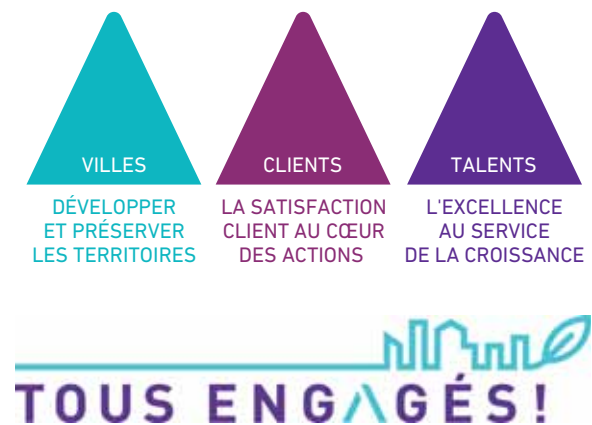 VILLES
DÉVELOPPER
ET PRÉSERVER
LES TERRITOIRES
CLIENTS
LA SATISFACTION
CLIENT AU CŒUR
DES ACTIONS
TALENTS
L'EXCELLENCE
AU SERVICE
DE LA CROISSANCE
TOUS ENGAGÉS!